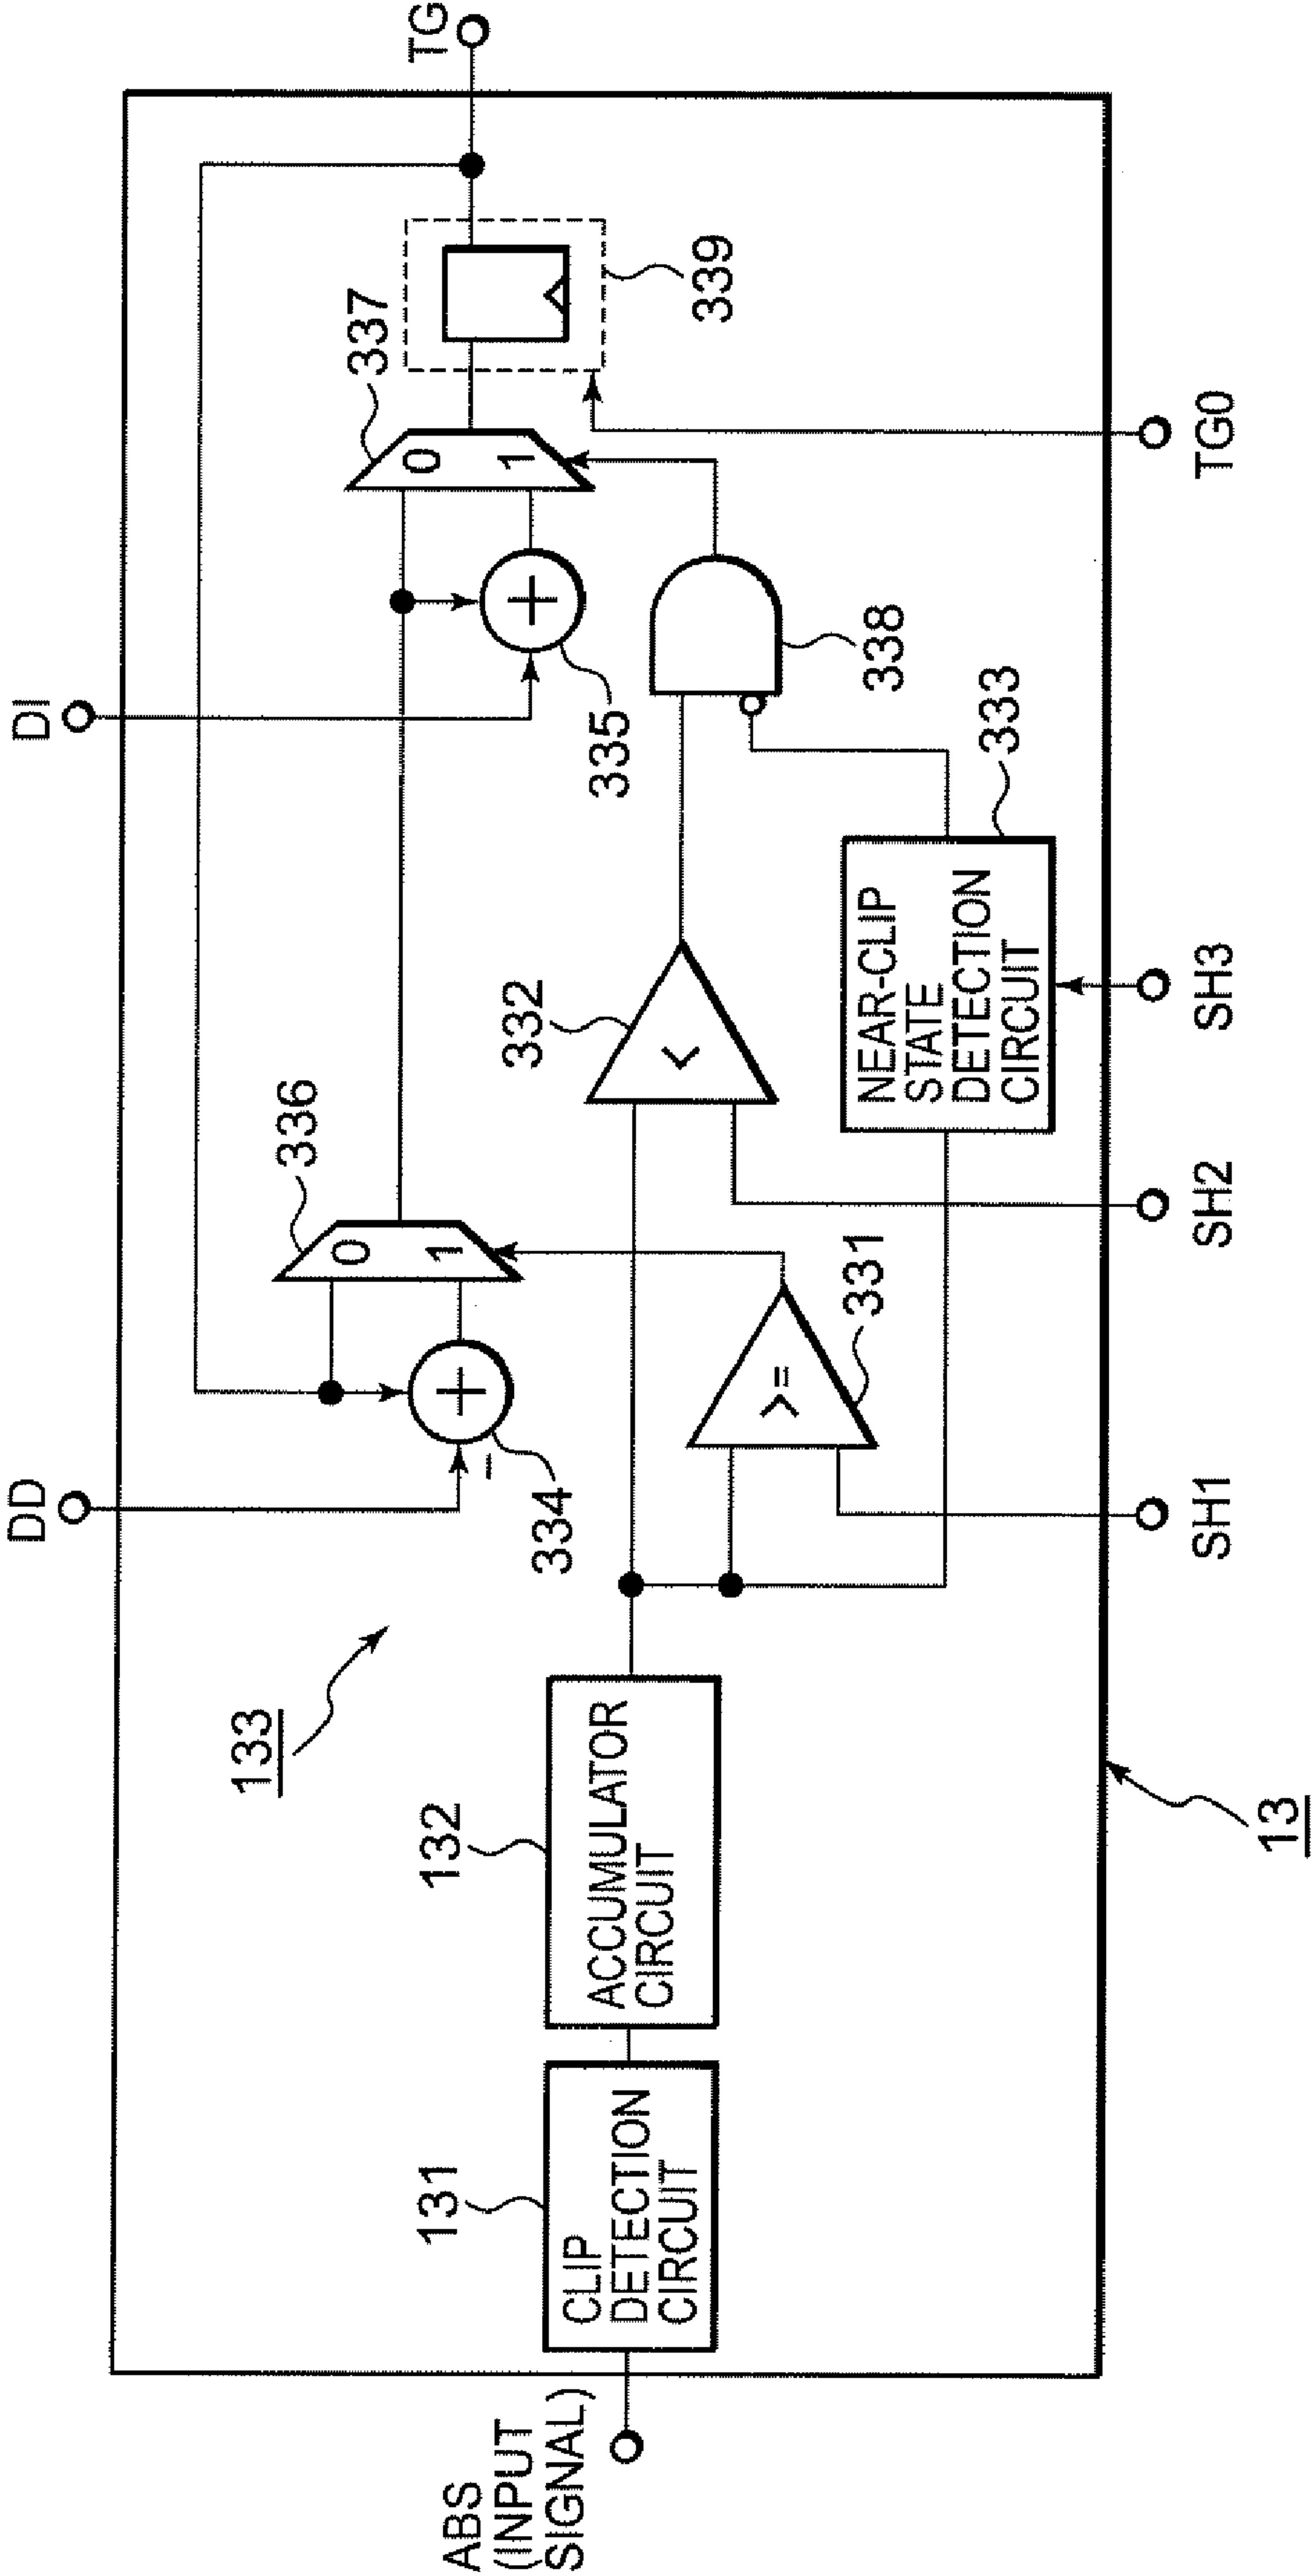 DD
DI
133
336
337
TG
334
335
339
0
1
0
1
+
−
+
ABS
(INPUT
SIGNAL)
131
CLIP
DETECTION
CIRCUIT
132
ACCUMULATOR
CIRCUIT
332
<
>=
331
338
333
NEAR-CLIP
STATE
DETECTION
CIRCUIT
13
SH1
SH2
SH3
TG0